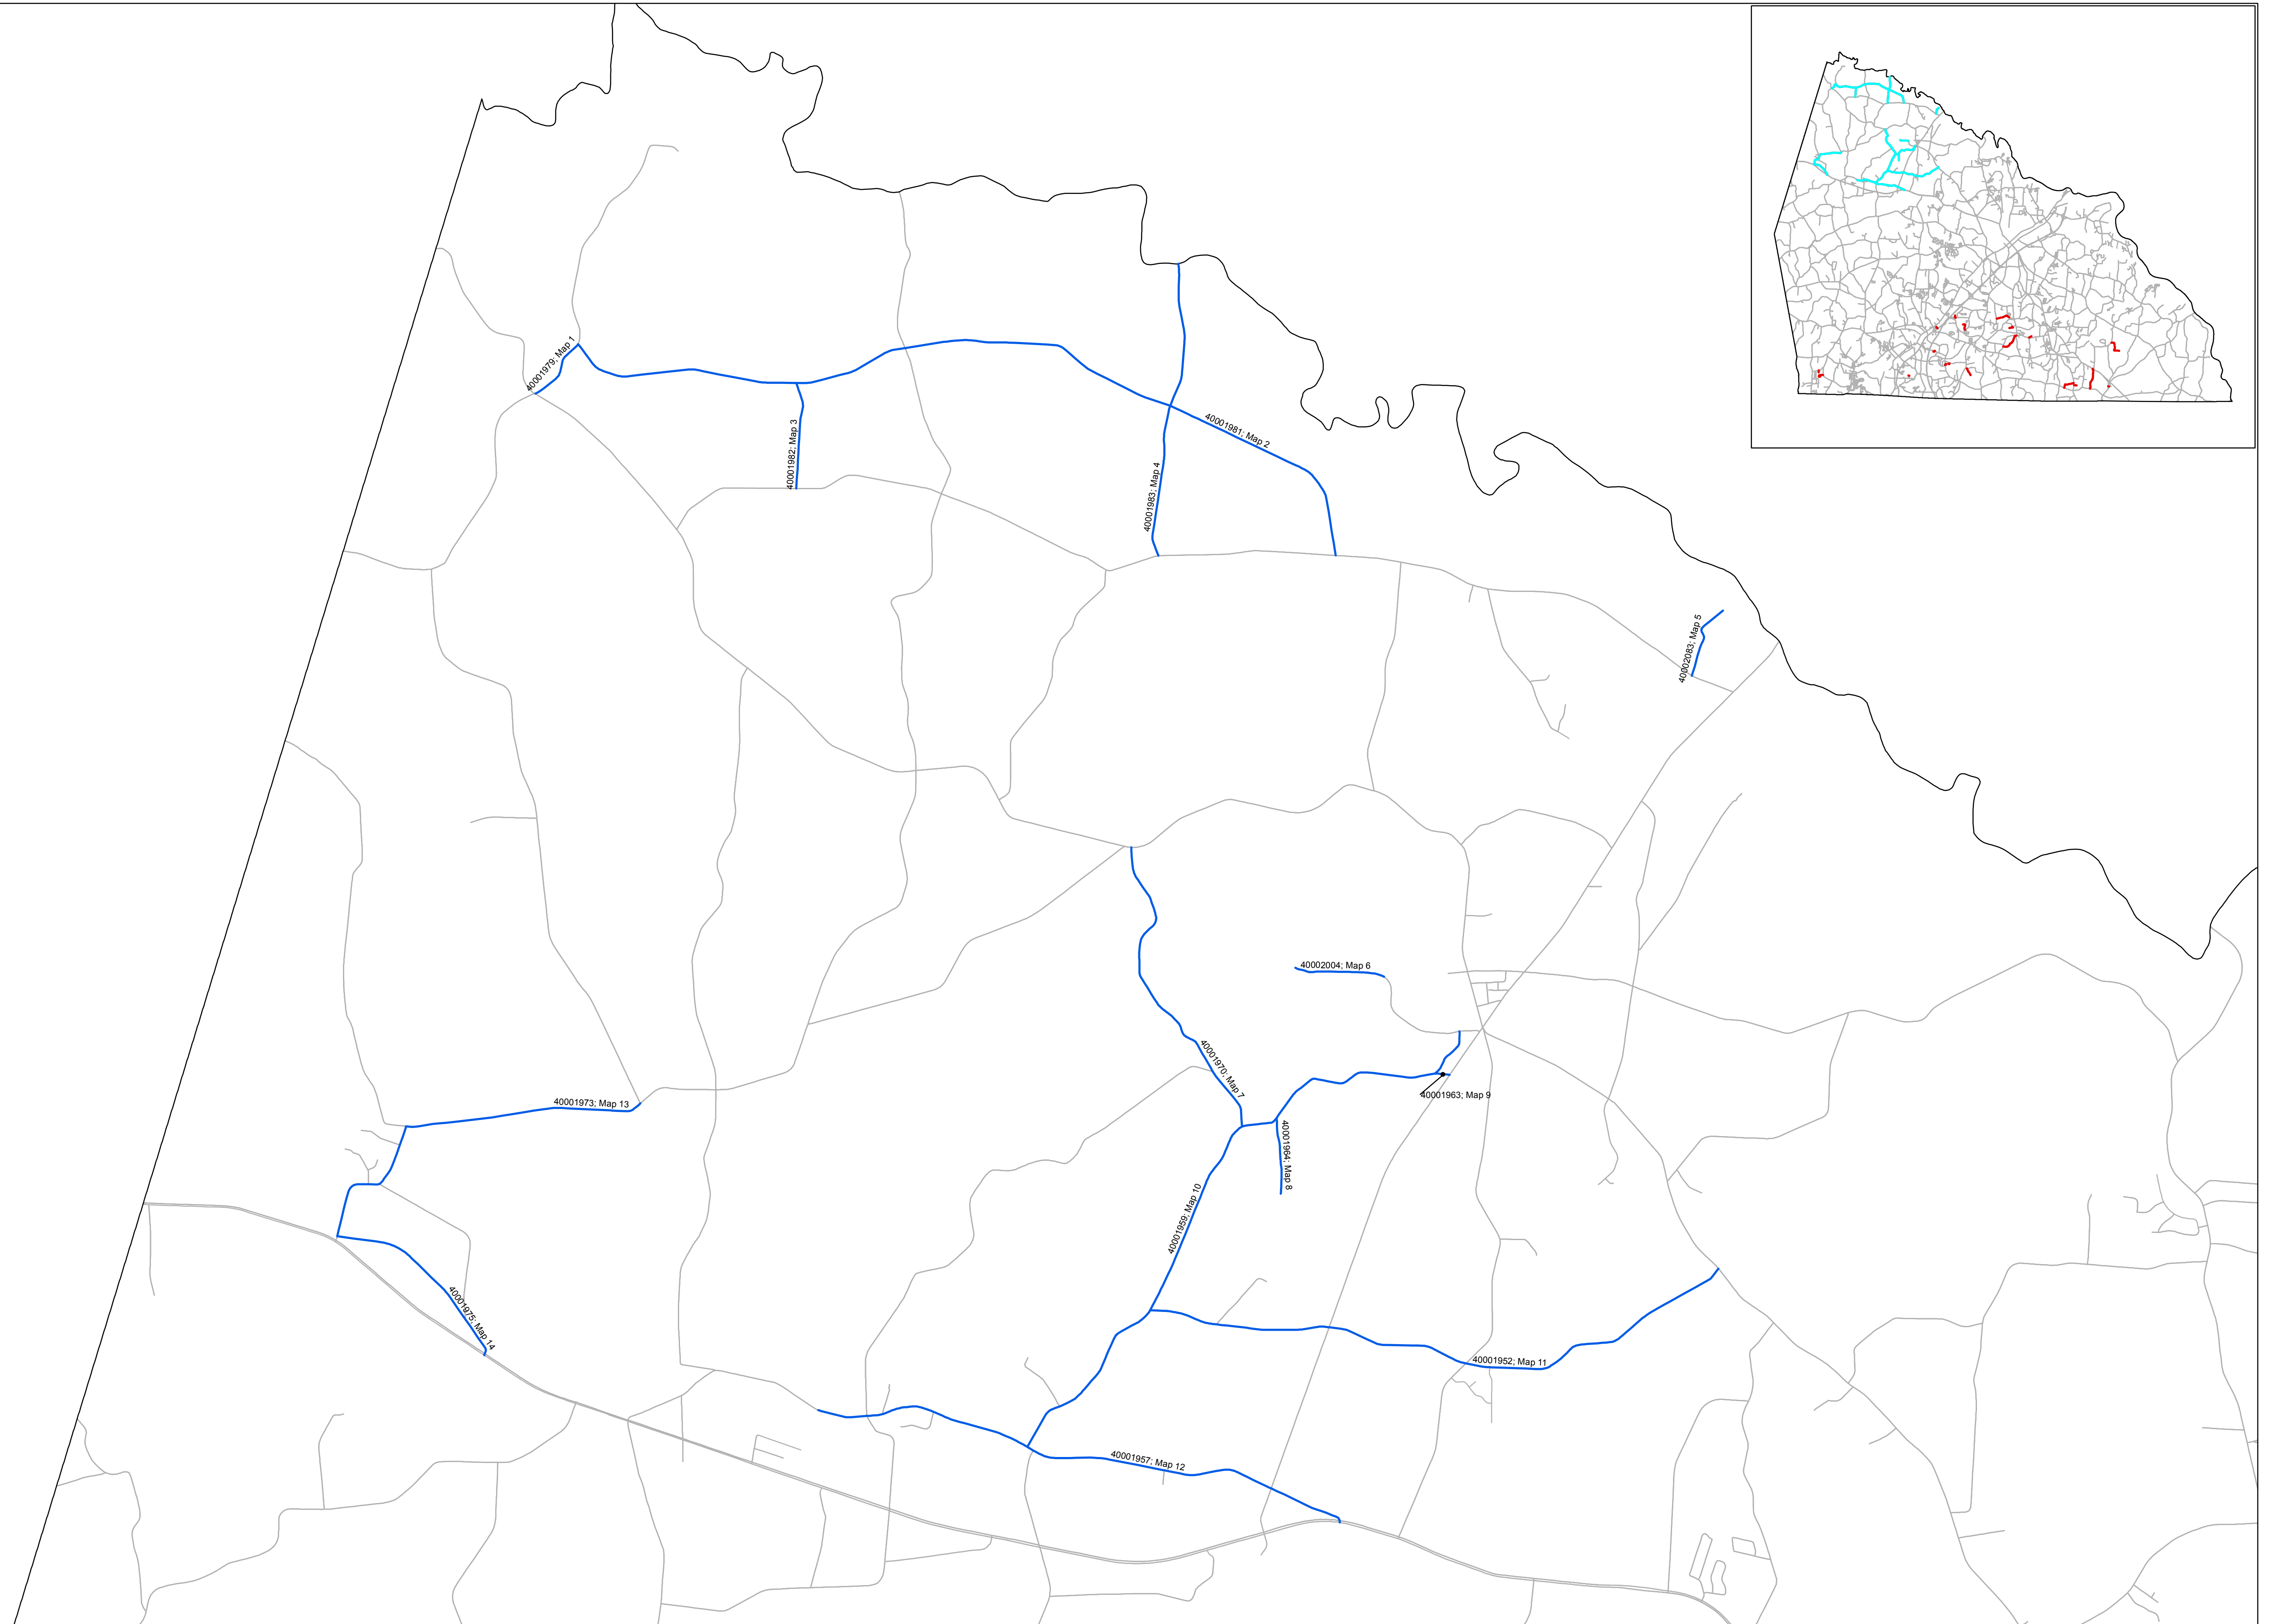 40001979; Map 1
40001982; Map 3
40001981; Map 2
40001983; Map 4
40002083; Map 5
40002004; Map 6
40001970; Map 7
40001963; Map 9
40001973; Map 13
40001964; Map 8
40001959; Map 10
40001975; Map 14
40001952; Map 11
40001957; Map 12